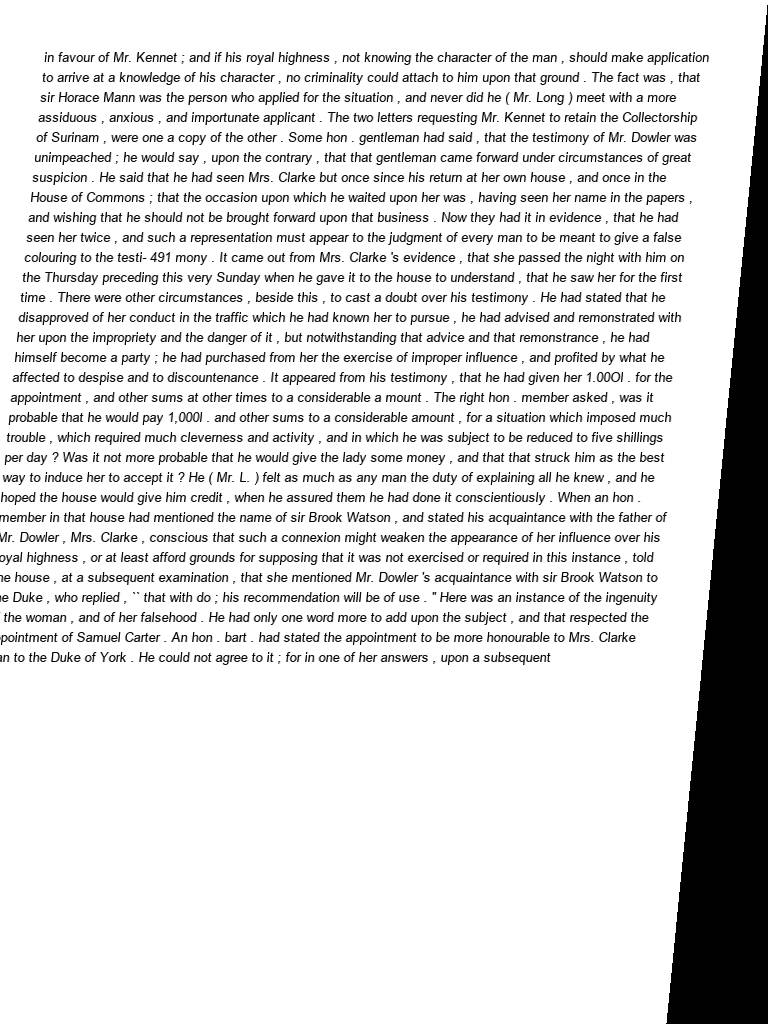 in favour of Mr. Kennet ; and if his royal highness , not knowing the character of the man , should make application
to arrive at a knowledge of his character , no criminality could attach to him upon that ground . The fact was , that
sir Horace Mann was the person who applied for the situation , and never did he ( Mr. Long ) meet with a more
assiduous , anxious , and importunate applicant . The two letters requesting Mr. Kennet to retain the Collectorship
of Surinam , were one a copy of the other . Some hon . gentleman had said , that the testimony of Mr. Dowler was
unimpeached ; he would say , upon the contrary , that that gentleman came forward under circumstances of great
suspicion . He said that he had seen Mrs. Clarke but once since his return at her own house , and once in the
House of Commons ; that the occasion upon which he waited upon her was , having seen her name in the papers ,
and wishing that he should not be brought forward upon that business . Now they had it in evidence , that he had
seen her twice , and such a representation must appear to the judgment of every man to be meant to give a false
colouring to the testi- 491 mony . It came out from Mrs. Clarke 's evidence , that she passed the night with him on
the Thursday preceding this very Sunday when he gave it to the house to understand , that he saw her for the first
time . There were other circumstances , beside this , to cast a doubt over his testimony . He had stated that he
disapproved of her conduct in the traffic which he had known her to pursue , he had advised and remonstrated with
her upon the impropriety and the danger of it , but notwithstanding that advice and that remonstrance , he had
himself become a party ; he had purchased from her the exercise of improper influence , and profited by what he
affected to despise and to discountenance . It appeared from his testimony , that he had given her 1.00Ol . for the
appointment , and other sums at other times to a considerable a mount . The right hon . member asked , was it
probable that he would pay 1,000l . and other sums to a considerable amount , for a situation which imposed much
trouble , which required much cleverness and activity , and in which he was subject to be reduced to five shillings
per day ? Was it not more probable that he would give the lady some money , and that that struck him as the best
way to induce her to accept it ? He ( Mr. L. ) felt as much as any man the duty of explaining all he knew , and he
hoped the house would give him credit , when he assured them he had done it conscientiously . When an hon .
member in that house had mentioned the name of sir Brook Watson , and stated his acquaintance with the father of
Mr. Dowler , Mrs. Clarke , conscious that such a connexion might weaken the appearance of her influence over his
oyal highness , or at least afford grounds for supposing that it was not exercised or required in this instance , told
he house , at a subsequent examination , that she mentioned Mr. Dowler 's acquaintance with sir Brook Watson to
he Duke , who replied , `` that with do ; his recommendation will be of use . " Here was an instance of the ingenuity
the woman , and of her falsehood . He had only one word more to add upon the subject , and that respected the
pointment of Samuel Carter . An hon . bart . had stated the appointment to be more honourable to Mrs. Clarke
an to the Duke of York . He could not agree to it ; for in one of her answers , upon a subsequent